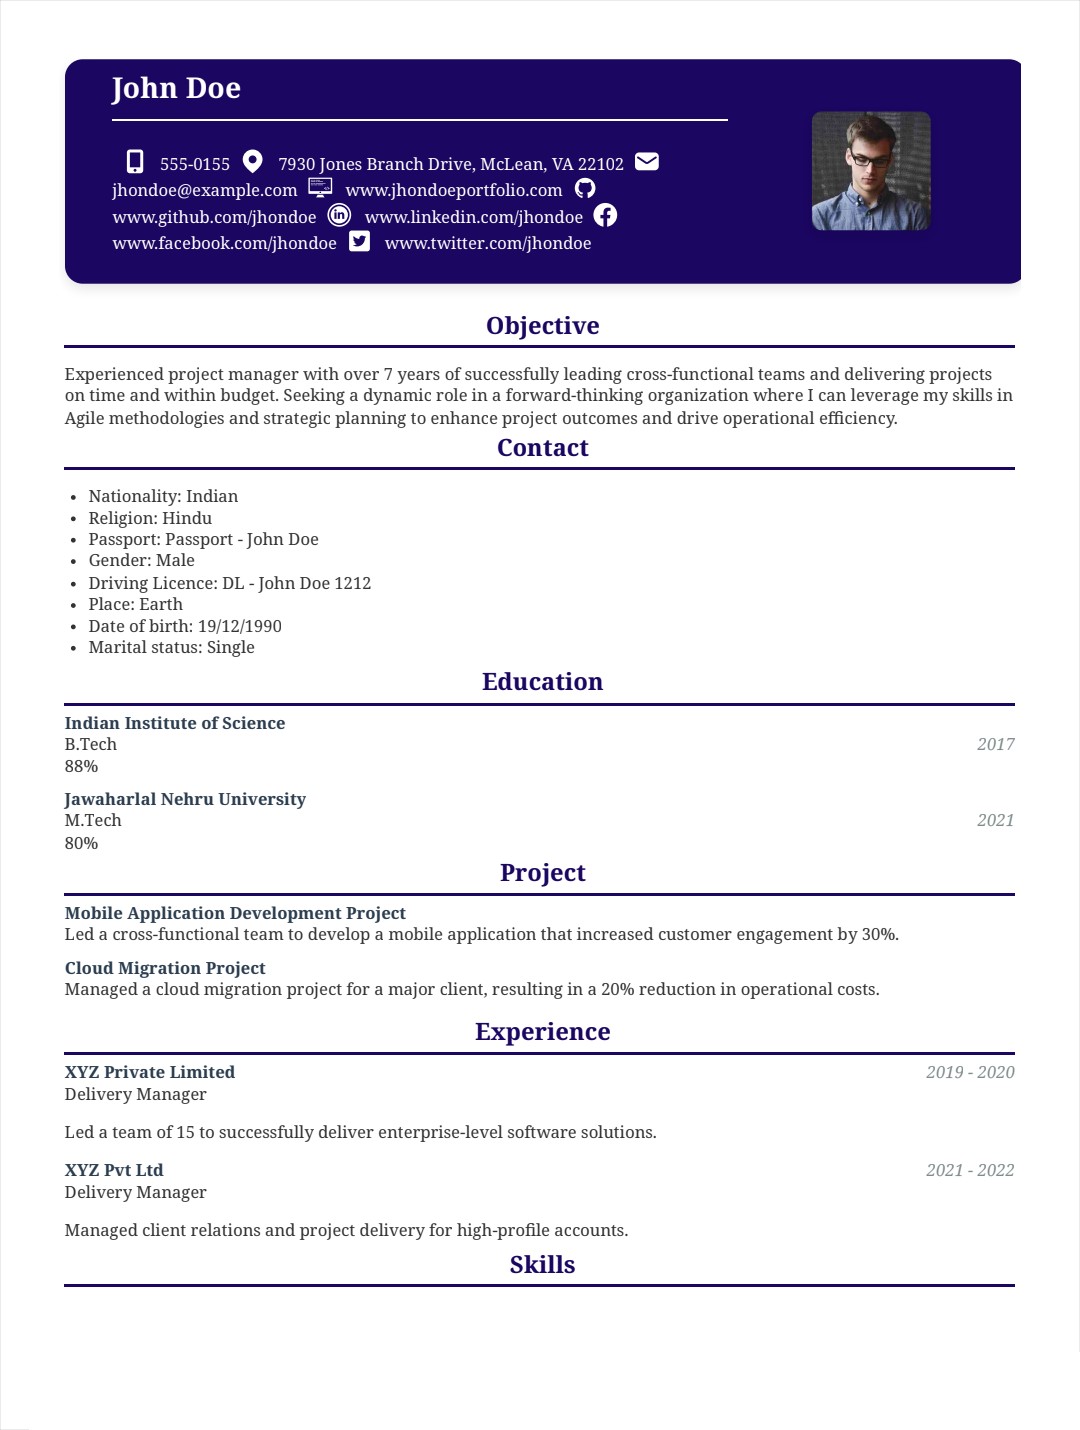 John Doe
555-0155 7930 Jones Branch Drive, McLean, VA 22102
jhondoe@example.com www.jhondoeportfolio.com
www.github.com/jhondoe www.linkedin.com/jhondoe
www.facebook.com/jhondoe www.twitter.com/jhondoe
Objective
Experienced project manager with over 7 years of successfully leading cross-functional teams and delivering projects
on time and within budget. Seeking a dynamic role in a forward-thinking organization where I can leverage my skills in
Agile methodologies and strategic planning to enhance project outcomes and drive operational efficiency.
Contact
• Nationality: Indian
• Religion: Hindu
• Passport: Passport - John Doe
• Gender: Male
• Driving Licence: DL - John Doe 1212
• Place: Earth
• Date of birth: 19/12/1990
• Marital status: Single
Education
Indian Institute of Science
B.Tech 2017
88%
Jawaharlal Nehru University
M.Tech 2021
80%
Project
Mobile Application Development Project
Led a cross-functional team to develop a mobile application that increased customer engagement by 30%.
Cloud Migration Project
Managed a cloud migration project for a major client, resulting in a 20% reduction in operational costs.
Experience
XYZ Private Limited 2019 - 2020
Delivery Manager
Led a team of 15 to successfully deliver enterprise-level software solutions.
XYZ Pvt Ltd 2021 - 2022
Delivery Manager
Managed client relations and project delivery for high-profile accounts.
Skills